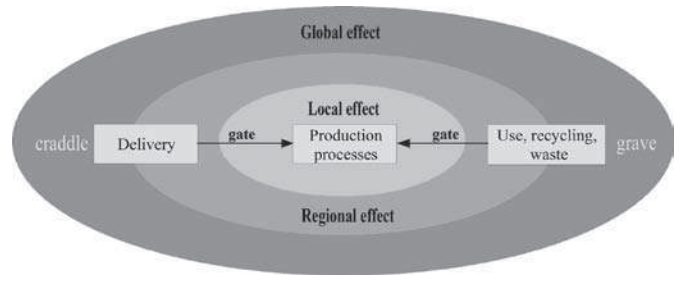 Global effect
Local effect
craddle
Delivery
gate
Production
processes
gate
Use, recycling,
waste
grave
Regional effect